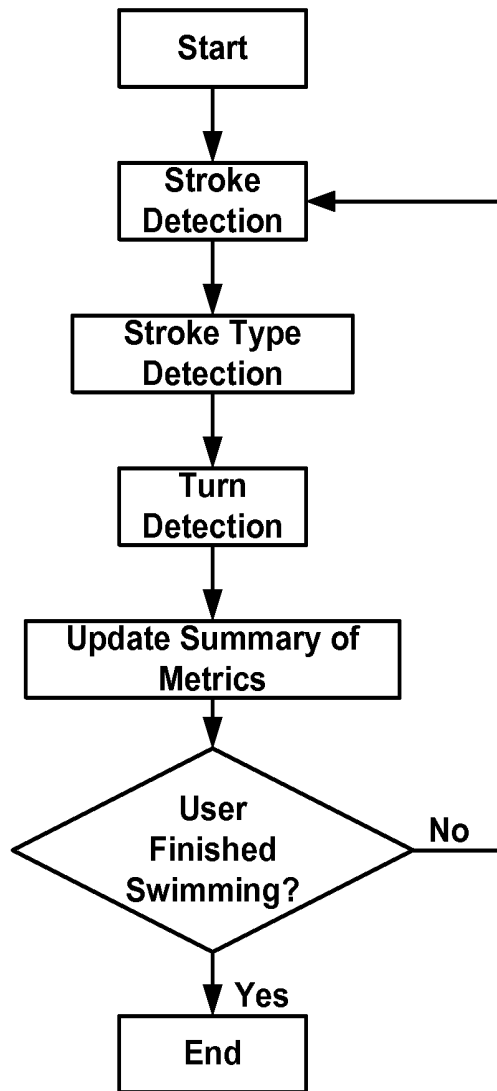 Start
Stroke
Detection
Stroke Type
Detection
Turn
Detection
Update Summary of
Metrics
User
Finished
Swimming?
No
Yes
End